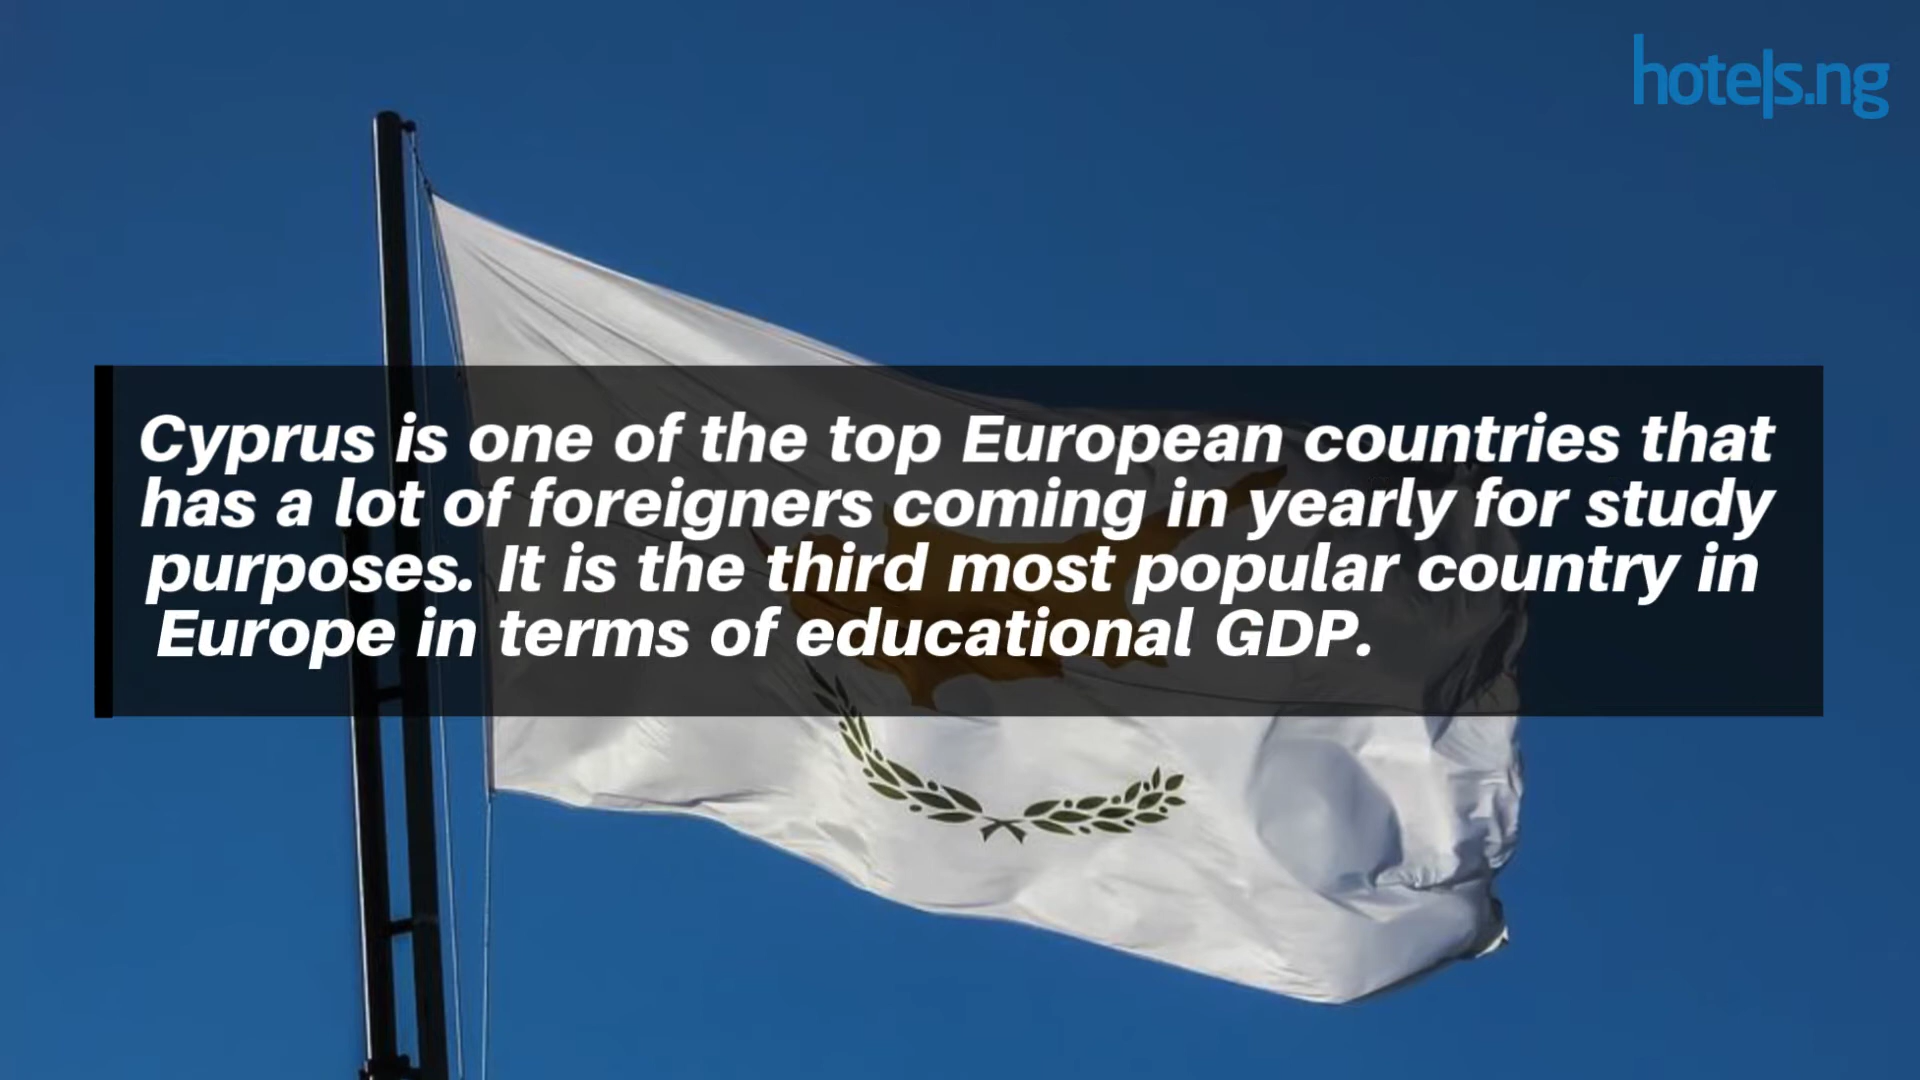 hotels.ng
Cyprus is one of the top European countries that
has a lot of foreigners coming in yearly for study
purposes. It is the third most popular country in
Europe in terms of educational GDP.